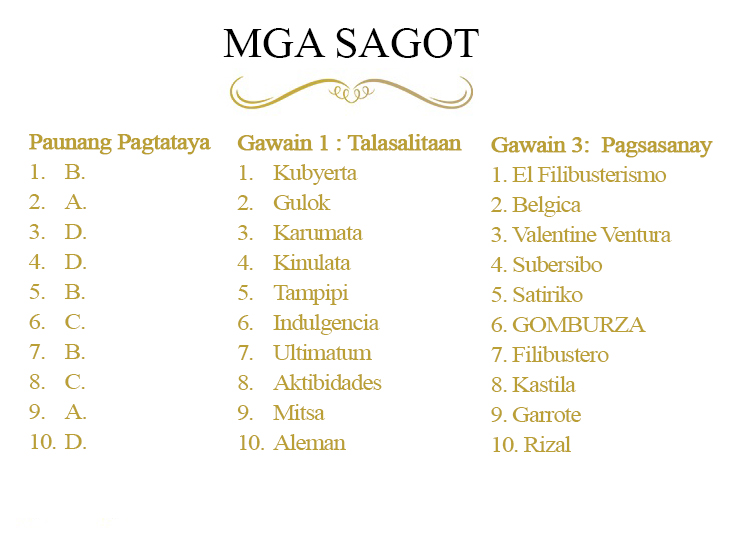 MGA SAGOT
Paunang Pagtataya
1. B.
2. A.
3. D.
4. D.
5. B.
6. C.
7. B.
8. C.
9. A.
10. D.
Gawain 1 : Talasalitaan
1. Kubyerta
2. Gulok
3. Karumata
4. Kinulata
5. Tampipi
6. Indulgencia
7. Ultimatum
8. Aktibidades
9. Mitsa
10. Aleman
Gawain 3: Pagsasanay
1. El Filibusterismo
2. Belgica
3. Valentine Ventura
4. Subersibo
5. Satiriko
6. GOMBURZA
7. Filibustero
8. Kastila
9. Garrote
10. Rizal